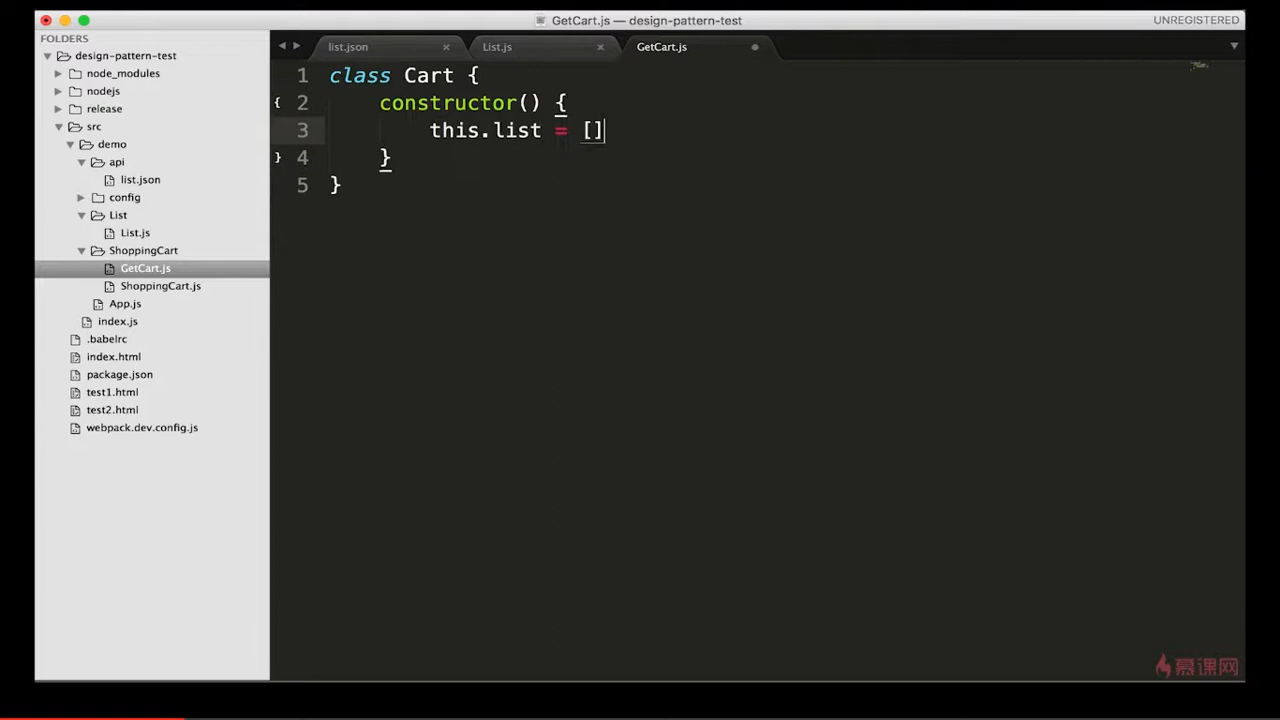 GetCart.js — design-pattern-test
UNREGISTERED
FOLDERS
design-pattern-test
node_modules
nodejs
release
src
demo
api
list.json
config
List
List.js
ShoppingCart
GetCart.js
ShoppingCart.js
App.js
index.js
.babelrc
index.html
package.json
test1.html
test2.html
webpack.dev.config.js
list.json
List.js
GetCart.js
1 class Cart {
{ 2 constructor() {
3 this.list = []
} 4 }
5 }
慕课网